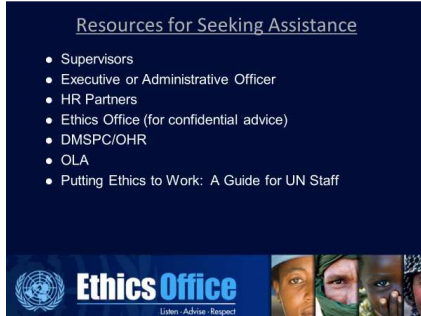 Resources for Seeking Assistance
● Supervisors
● Executive or Administrative Officer
● HR Partners
● Ethics Office (for confidential advice)
● DMSPC/OHR
● OLA
● Putting Ethics to Work: A Guide for UN Staff
Ethics Office
Listen - Advise - Respect